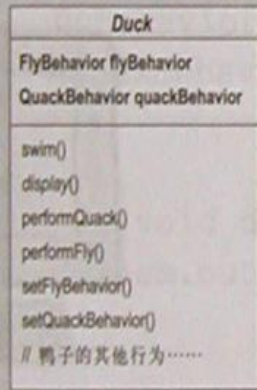 Duck
FlyBehavior flyBehavior
QuackBehavior quackBehavior
swim()
display()
performQuack()
performFly()
setFlyBehavior()
setQuackBehavior()
// 鸭子的其他行为……